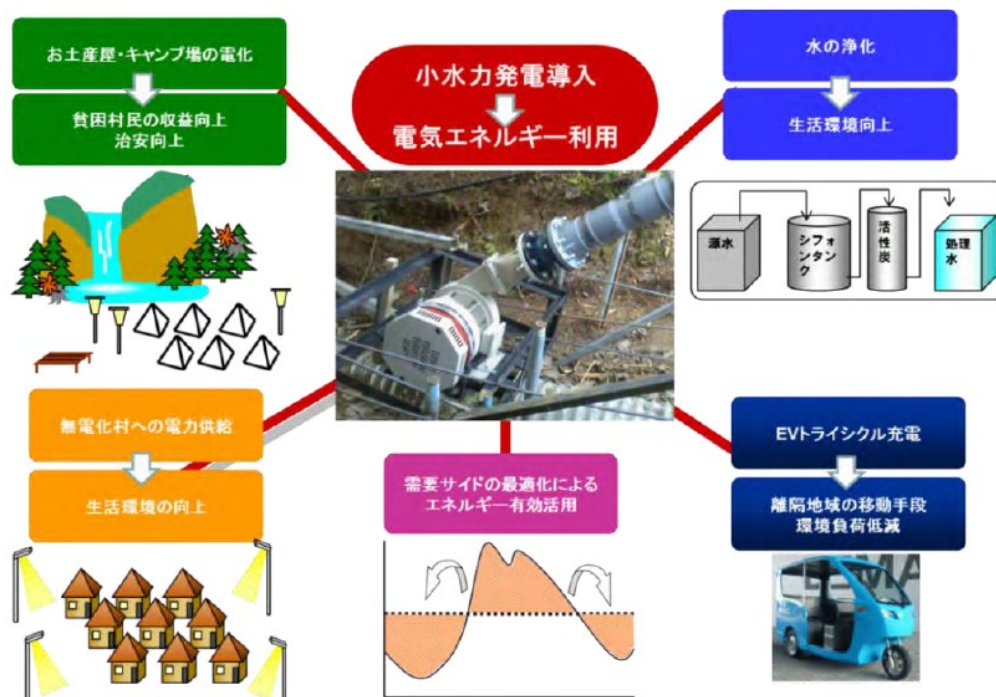 お土産屋・キャンプ場の電化
貧困村民の収益向上
治安向上
小水力発電導入
電気エネルギー利用
水の浄化
生活環境向上
源水
シフォ
ンタン
ク
活
性
炭
処理
水
無電化村への電力供給
生活環境の向上
需要サイドの最適化による
エネルギー有効活用
EVトライシクル充電
離隔地域の移動手段
環境負荷低減